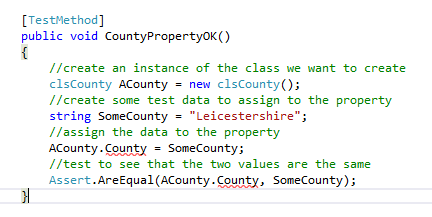 [TestMethod]
public void CountyPropertyOK()
{
//create an instance of the class we want to create
clsCounty ACounty = new clsCounty();
//create some test data to assign to the property
string SomeCounty = "Leicestershire";
//assign the data to the property
ACounty.County = SomeCounty;
//test to see that the two values are the same
Assert.AreEqual(ACounty.County, SomeCounty);
}